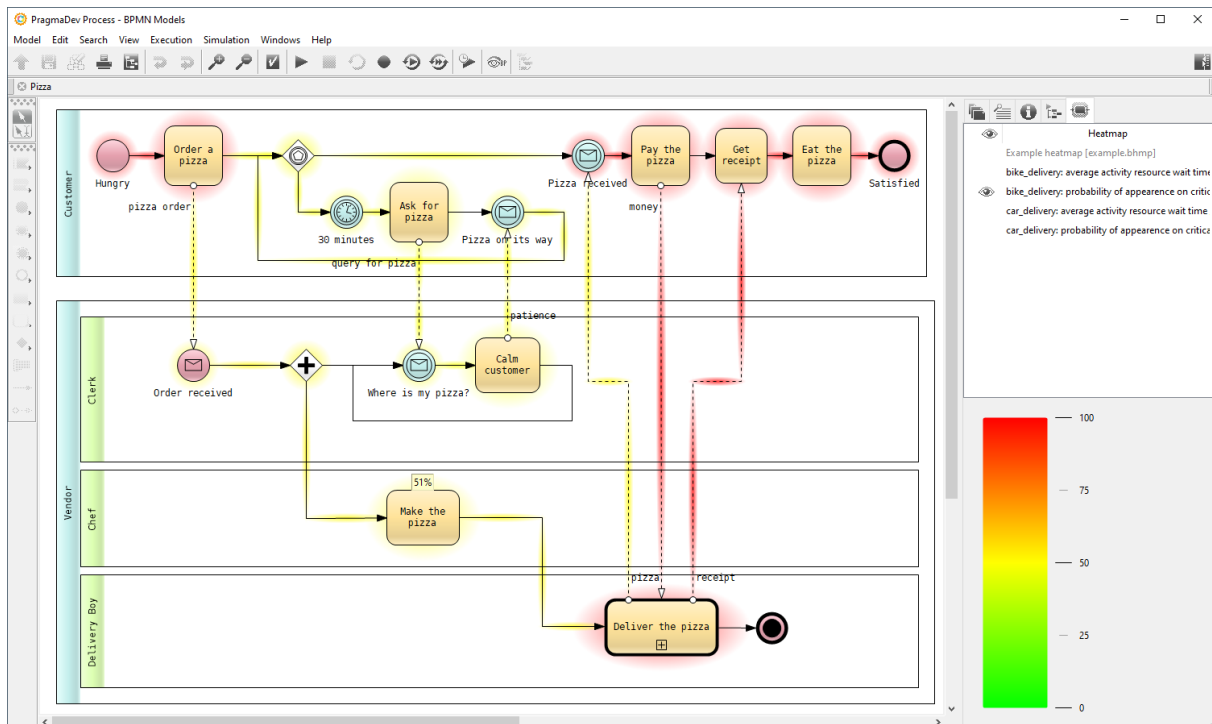 PragmaDev Process - BPMN Models
Model Edit Search View Execution Simulation Windows Help
Pizza
Customer
Hungry
Order a
pizza
pizza order
30 minutes
Ask for
pizza
query for pizza
Pizza on its way
Pizza received
Pay the
pizza
money
Get
receipt
Eat the
pizza
Satisfied
Vendor
Clerk
Order received
Where is my pizza?
patience
Calm
customer
Chef
51%
Make the
pizza
Delivery Boy
pizza
receipt
Deliver the pizza
Heatmap
Example heatmap [example.bhmp]
bike_delivery: average activity resource wait time
bike_delivery: probability of appearance on critic
car_delivery: average activity resource wait time
car_delivery: probability of appearance on critica
100
75
50
25
0